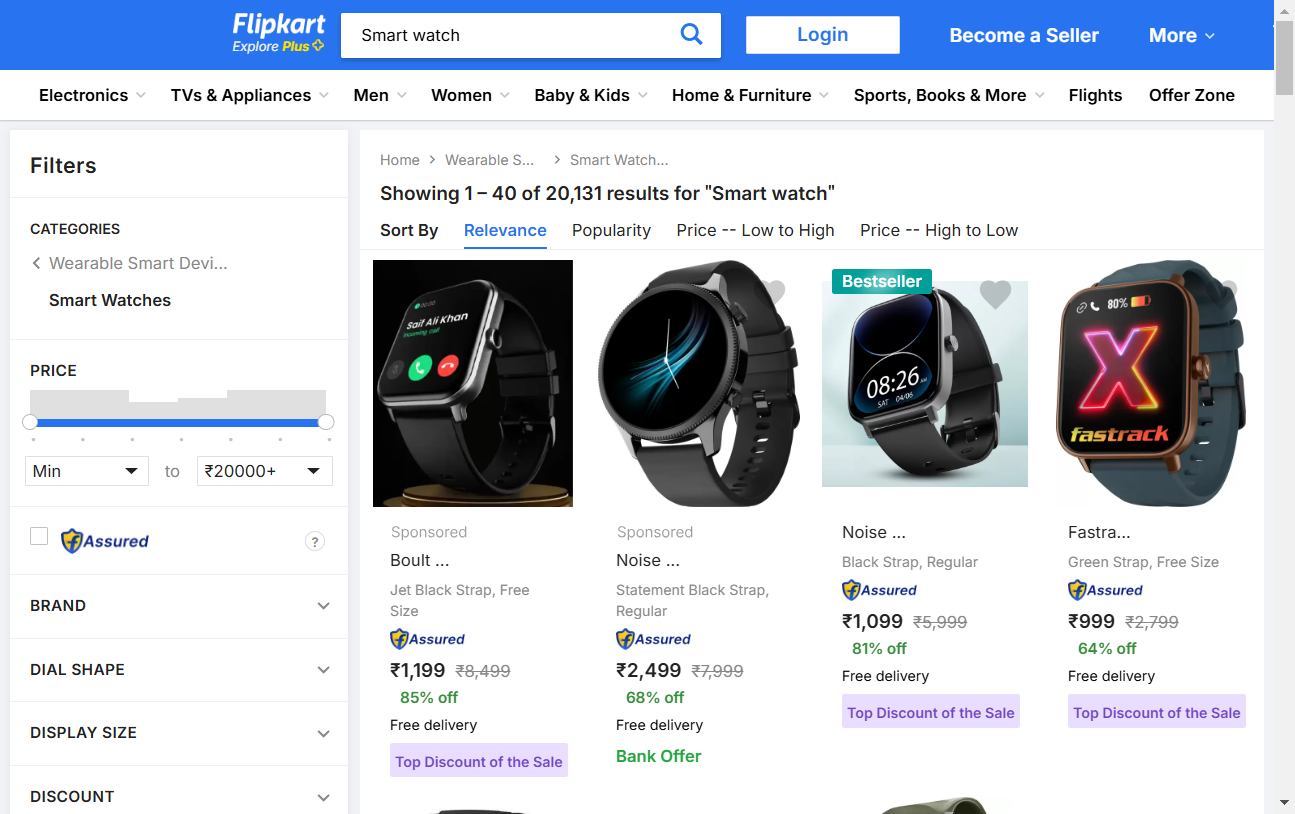 Flipkart
Explore Plus
Smart watch
Login
Become a Seller
More
Electronics
TVs & Appliances
Men
Women
Baby & Kids
Home & Furniture
Sports, Books & More
Flights
Offer Zone
Filters
CATEGORIES
Wearable Smart Devi...
Smart Watches
PRICE
Min
to
₹20000+
Assured
?
BRAND
DIAL SHAPE
DISPLAY SIZE
DISCOUNT
Home
Wearable S...
Smart Watch...
Showing 1 – 40 of 20,131 results for "Smart watch"
Sort By
Relevance
Popularity
Price -- Low to High
Price -- High to Low
00:00
Saif Ali Khan
Incoming call
Sponsored
Boult ...
Jet Black Strap, Free
Size
Assured
₹1,199 ₹8,499
85% off
Free delivery
Top Discount of the Sale
Sponsored
Noise ...
Statement Black Strap,
Regular
Assured
₹2,499 ₹7,999
68% off
Free delivery
Bank Offer
Bestseller
08:26
SAT 04/06
Noise ...
Black Strap, Regular
Assured
₹1,099 ₹5,999
81% off
Free delivery
Top Discount of the Sale
80%
X
fastrack
Fastra...
Green Strap, Free Size
Assured
₹999 ₹2,799
64% off
Free delivery
Top Discount of the Sale